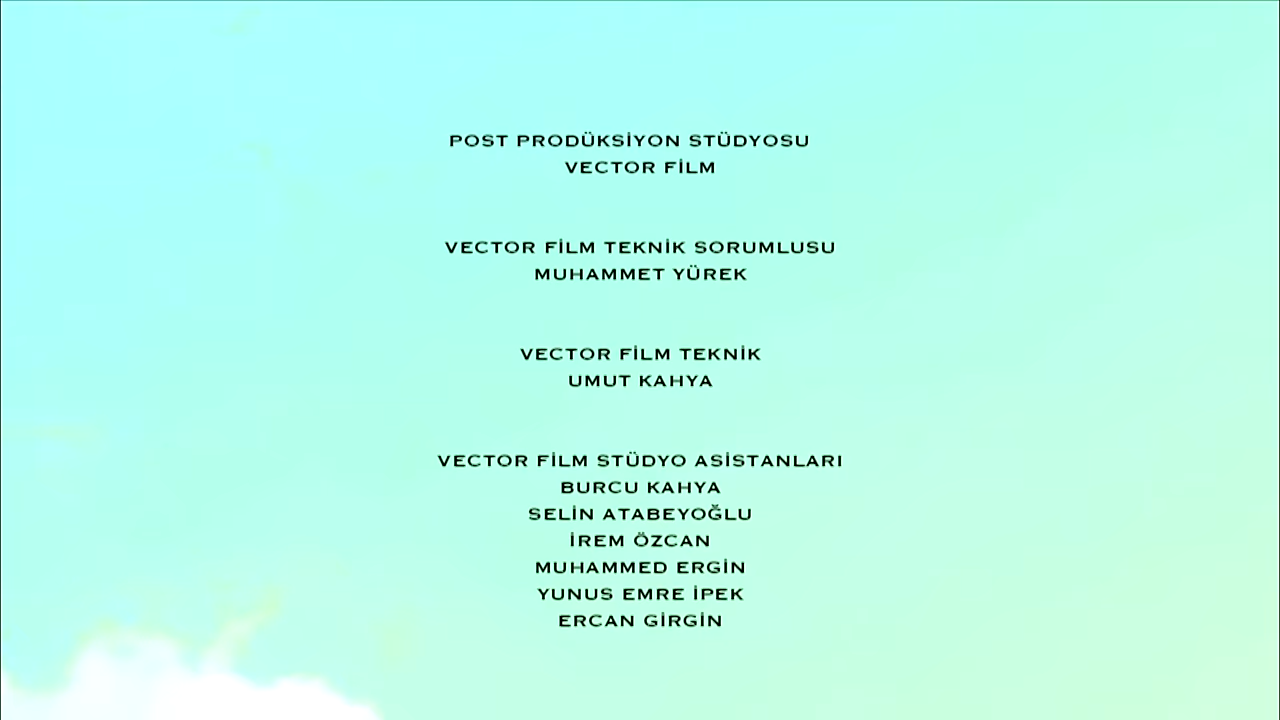 POST PRODÜKSİYON STÜDYOSU
VECTOR FİLM
VECTOR FİLM TEKNİK SORUMLUSU
MUHAMMET YÜREK
VECTOR FİLM TEKNİK
UMUT KAHYA
VECTOR FİLM STÜDYO ASİSTANLARI
BURCU KAHYA
SELİN ATABEYOĞLU
İREM ÖZCAN
MUHAMMED ERGİN
YUNUS EMRE İPEK
ERCAN GİRGİN